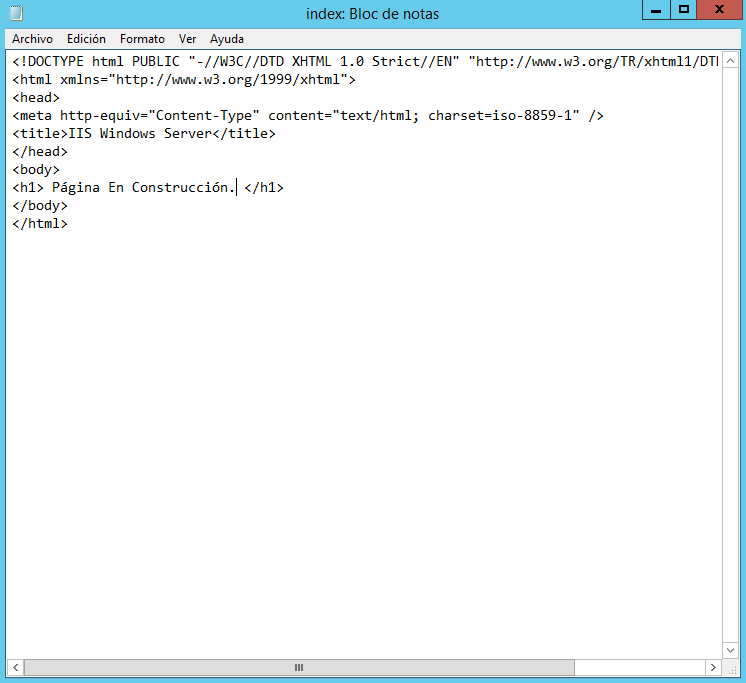 index: Bloc de notas
Archivo Edición Formato Ver Ayuda
<!DOCTYPE html PUBLIC "-//W3C//DTD XHTML 1.0 Strict//EN" "http://www.w3.org/TR/xhtml1/DTD
<html xmlns="http://www.w3.org/1999/xhtml">
<head>
<meta http-equiv="Content-Type" content="text/html; charset=iso-8859-1" />
<title>IIS Windows Server</title>
</head>
<body>
<h1> Página En Construcción. </h1>
</body>
</html>